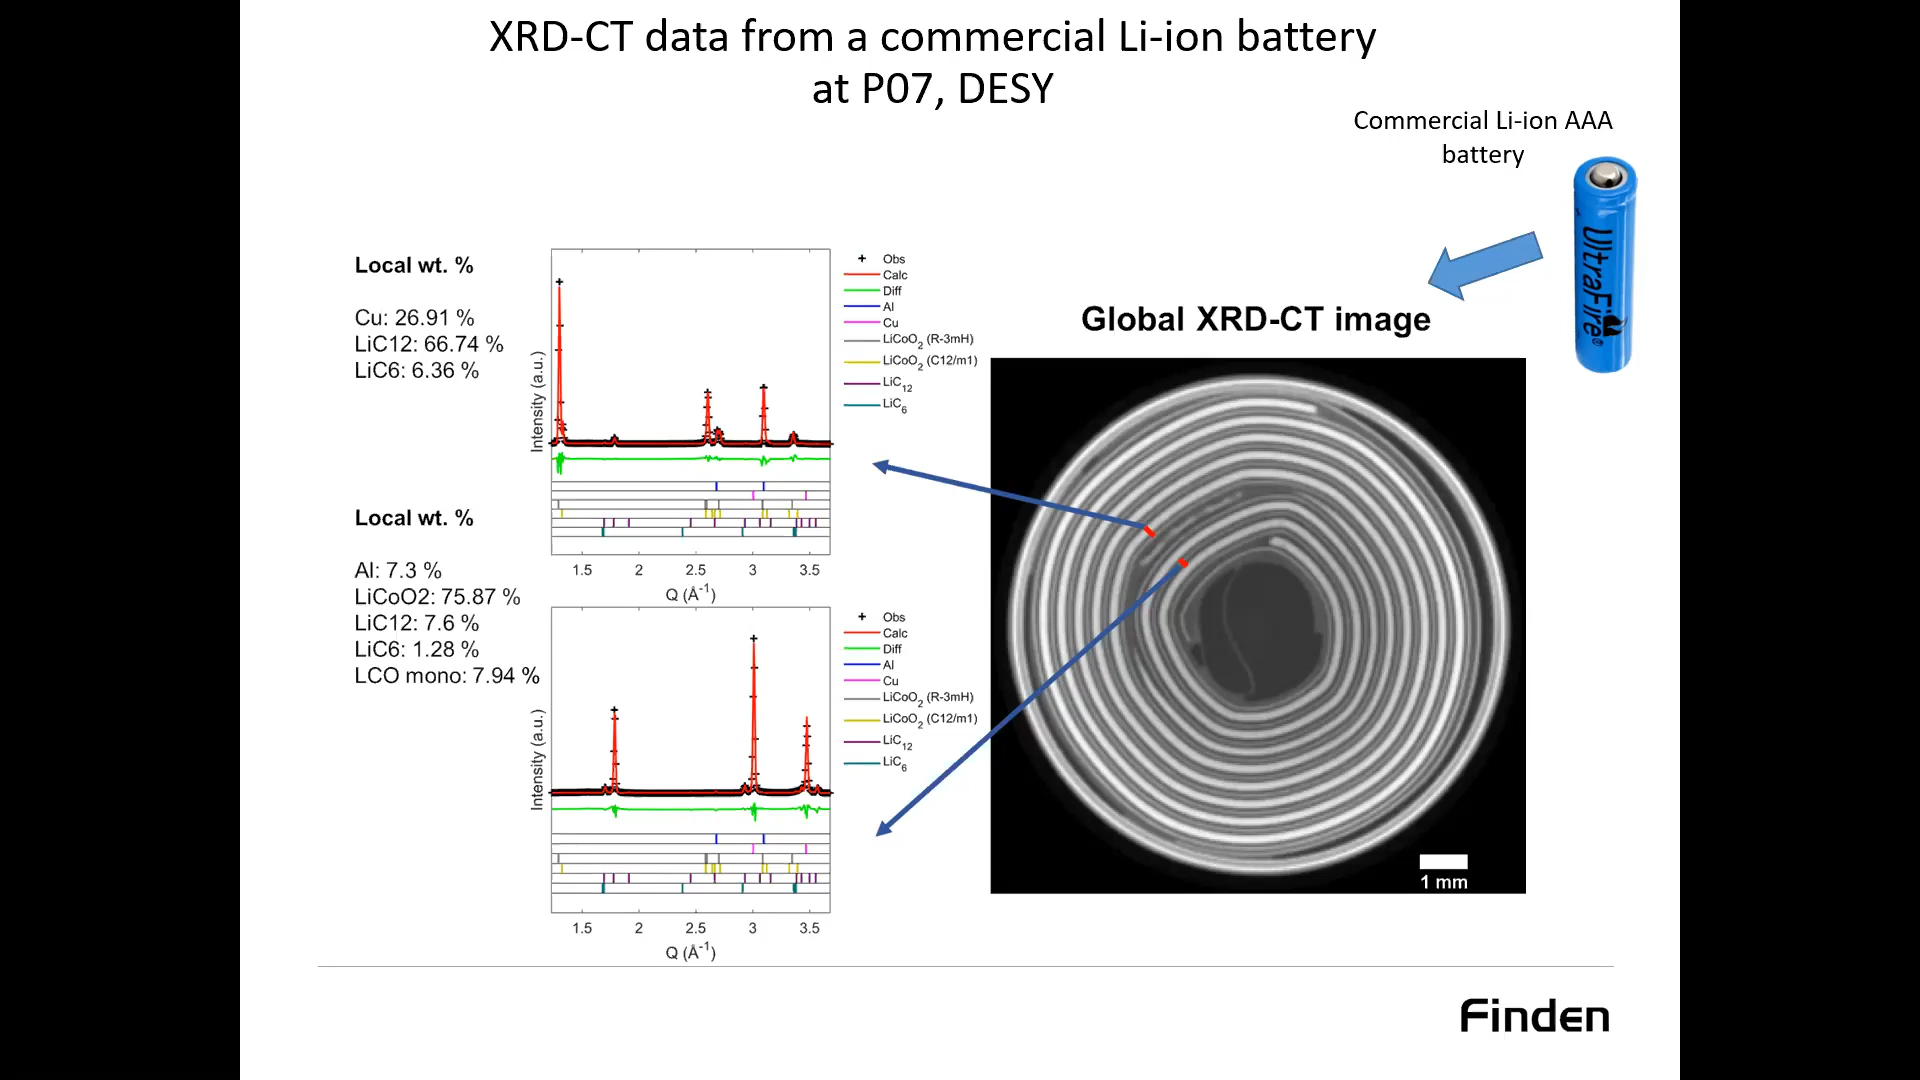 XRD-CT data from a commercial Li-ion battery
at P07, DESY
Commercial Li-ion AAA
battery
UltraFire®
Local wt. %
Cu: 26.91 %
LiC12: 66.74 %
LiC6: 6.36 %
Intensity (a.u.)
Obs
Calc
Diff
Al
Cu
LiCoO2 (R-3mH)
LiCoO2 (C12/m1)
LiC12
LiC6
1.5 2 2.5 3 3.5
Q (Å-1)
Local wt. %
Al: 7.3 %
LiCoO2: 75.87 %
LiC12: 7.6 %
LiC6: 1.28 %
LCO mono: 7.94 %
Intensity (a.u.)
Obs
Calc
Diff
Al
Cu
LiCoO2 (R-3mH)
LiCoO2 (C12/m1)
LiC12
LiC6
1.5 2 2.5 3 3.5
Q (Å-1)
Global XRD-CT image
1 mm
Finden